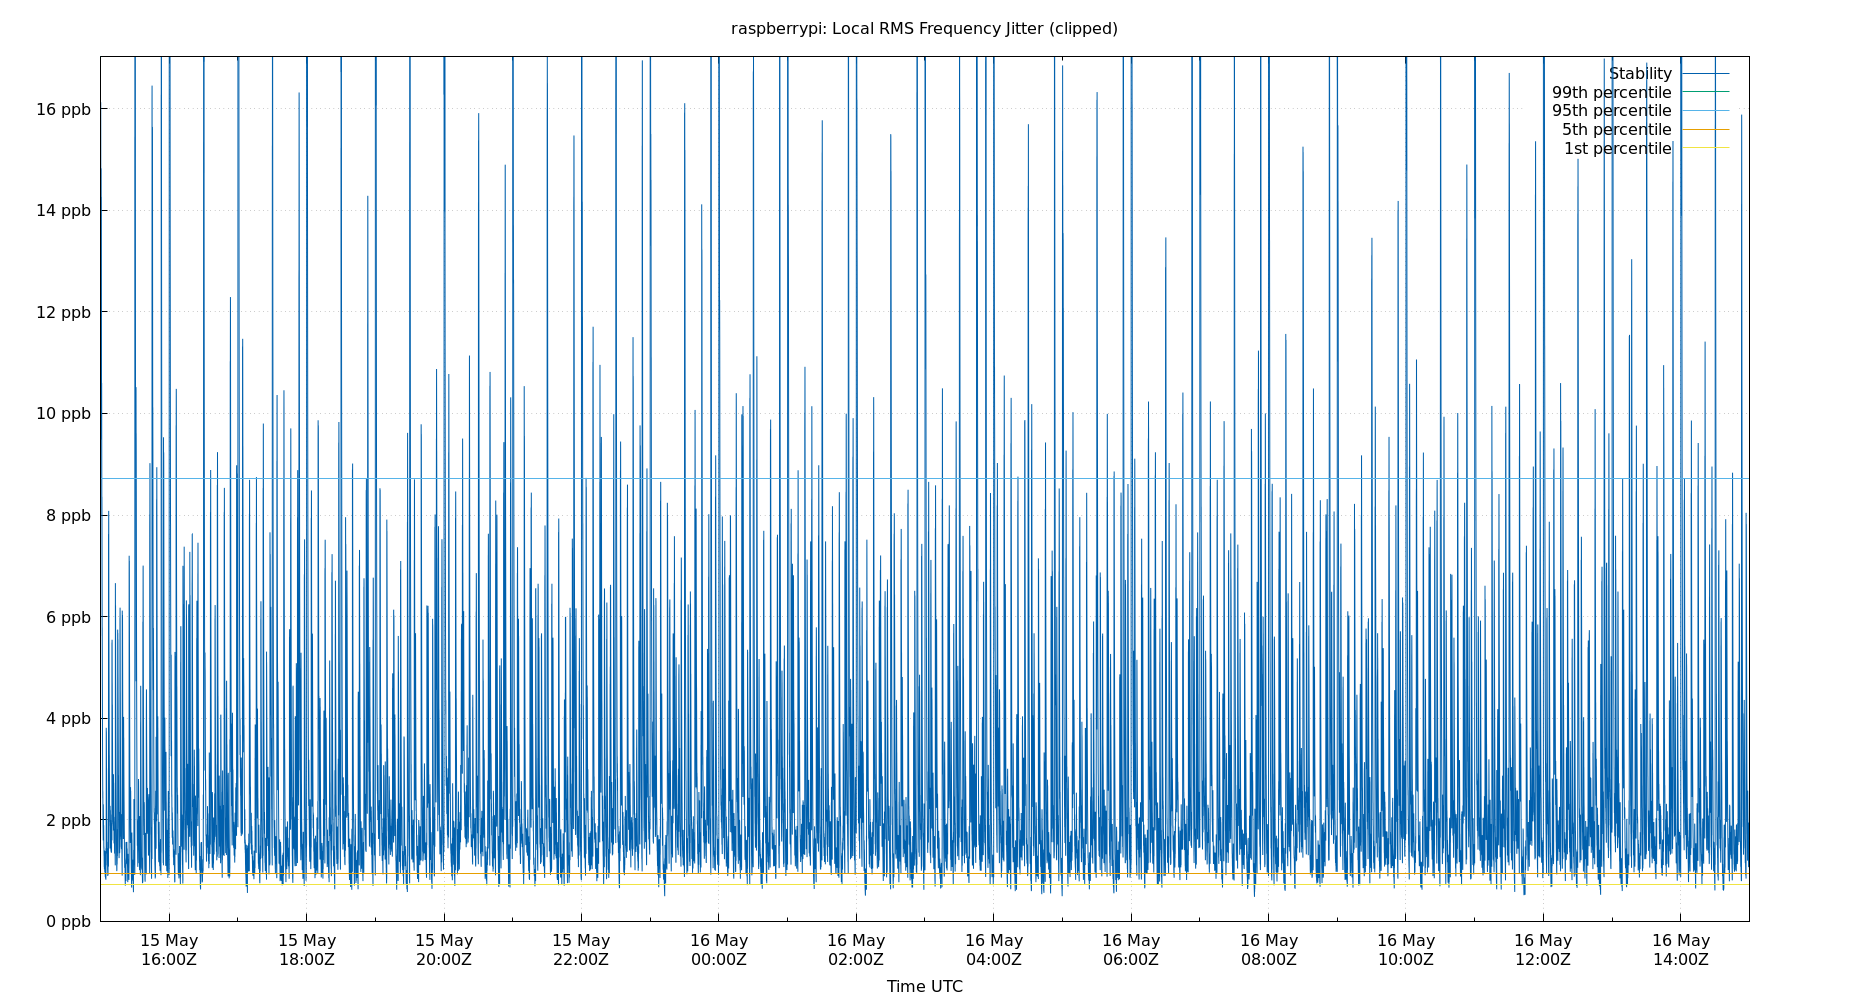 raspberrypi: Local RMS Frequency Jitter (clipped)
Stability
99th percentile
95th percentile
5th percentile
1st percentile
16 ppb
14 ppb
12 ppb
10 ppb
8 ppb
6 ppb
4 ppb
2 ppb
0 ppb
15 May 15 May 15 May 15 May 16 May 16 May 16 May 16 May 16 May 16 May 16 May 16 May
16:00Z 18:00Z 20:00Z 22:00Z 00:00Z 02:00Z 04:00Z 06:00Z 08:00Z 10:00Z 12:00Z 14:00Z
Time UTC